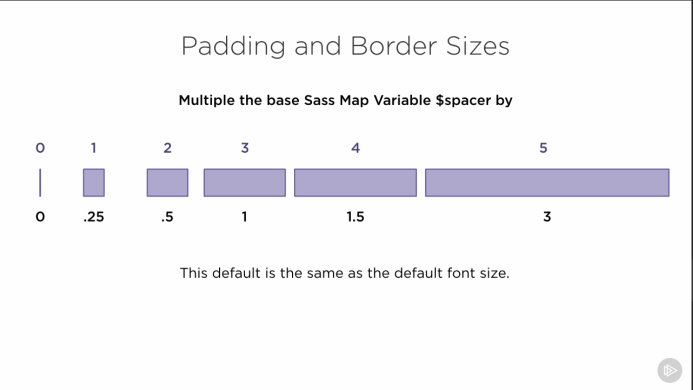 Padding and Border Sizes
Multiple the base Sass Map Variable $spacer by
0 1 2 3 4 5
0 .25 .5 1 1.5 3
This default is the same as the default font size.